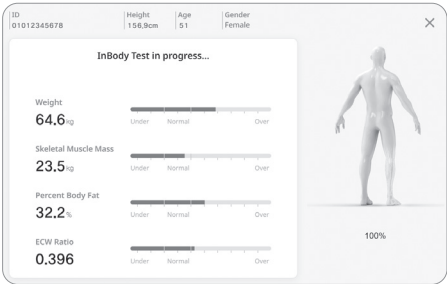 ID
01012345678
Height
156.9cm
Age
51
Gender
Female
InBody Test in progress...
Weight
64.6kg
Under Normal Over
Skeletal Muscle Mass
23.5kg
Under Normal Over
Percent Body Fat
32.2%
Under Normal Over
ECW Ratio
0.396
Under Normal Over
100%